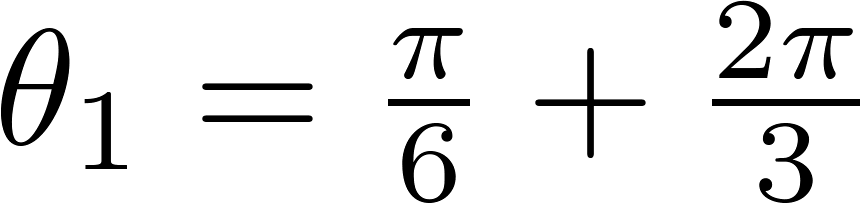 θ₁ = π/6 + 2π/3